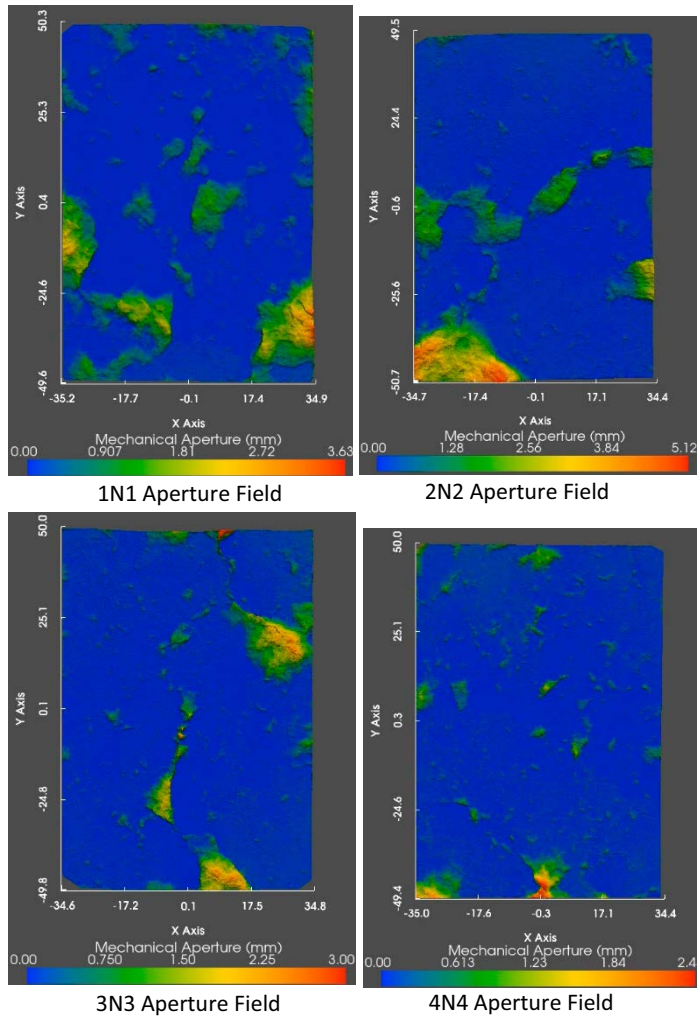 50.3
25.3
0.4
-24.6
-49.6
Y Axis
-35.2 -17.7 -0.1 17.4 34.9
X Axis
Mechanical Aperture (mm)
0.00 0.907 1.81 2.72 3.63
1N1 Aperture Field
49.5
24.4
-0.6
-25.6
-50.7
Y Axis
-34.7 -17.4 -0.1 17.1 34.4
X Axis
Mechanical Aperture (mm)
0.00 1.28 2.56 3.84 5.12
2N2 Aperture Field
50.0
25.1
0.1
-24.8
-49.8
Y Axis
-34.6 -17.2 0.1 17.5 34.8
X Axis
Mechanical Aperture (mm)
0.00 0.750 1.50 2.25 3.00
3N3 Aperture Field
50.0
25.1
0.3
-24.6
-49.4
Y Axis
-35.0 -17.6 -0.3 17.1 34.4
X Axis
Mechanical Aperture (mm)
0.00 0.613 1.23 1.84 2.4
4N4 Aperture Field